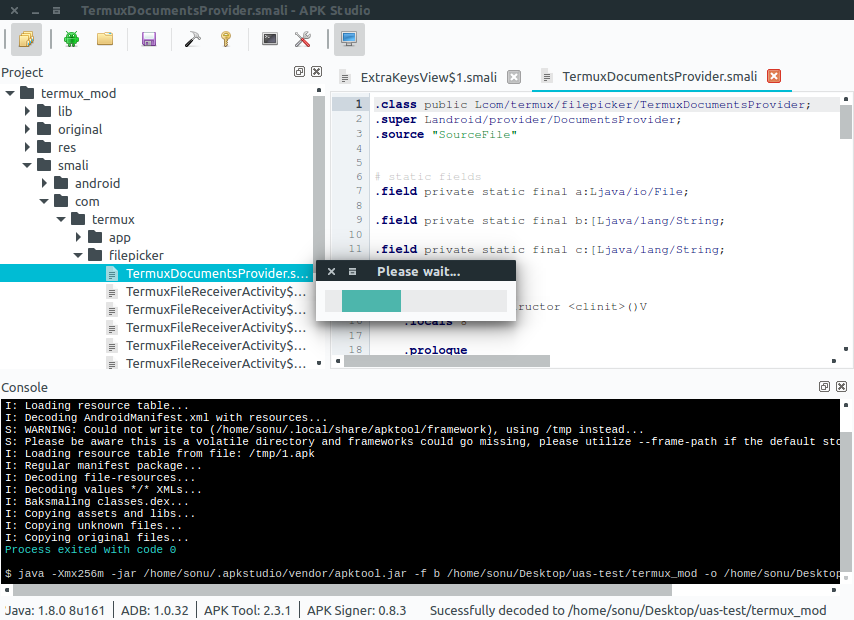 TermuxDocumentsProvider.smali - APK Studio
Project
termux_mod
lib
original
res
smali
android
com
termux
app
filepicker
TermuxDocumentsProvider.s...
TermuxFileReceiverActivity$...
TermuxFileReceiverActivity$...
TermuxFileReceiverActivity$...
TermuxFileReceiverActivity$...
TermuxFileReceiverActivity$...
ExtraKeysView$1.smali
TermuxDocumentsProvider.smali
1 .class public Lcom/termux/filepicker/TermuxDocumentsProvider;
2 .super Landroid/provider/DocumentsProvider;
3 .source "SourceFile"
4
5
6 # static fields
7 .field private static final a:Ljava/io/File;
8
9 .field private static final b:[Ljava/lang/String;
10
11 .field private static final c:[Ljava/lang/String;
Please wait...
ructor <clinit>()V
.locals 8
17
18 .prologue
Console
I: Loading resource table...
I: Decoding AndroidManifest.xml with resources...
S: WARNING: Could not write to (/home/sonu/.local/share/apktool/framework), using /tmp instead...
S: Please be aware this is a volatile directory and frameworks could go missing, please utilize --frame-path if the default sto
I: Loading resource table from file: /tmp/1.apk
I: Regular manifest package...
I: Decoding file-resources...
I: Decoding values */* XMLs...
I: Baksmaling classes.dex...
I: Copying assets and libs...
I: Copying unknown files...
I: Copying original files...
Process exited with code 0
$ java -Xmx256m -jar /home/sonu/.apkstudio/vendor/apktool.jar -f b /home/sonu/Desktop/uas-test/termux_mod -o /home/sonu/Desktop
Java: 1.8.0 8u161 ADB: 1.0.32 APK Tool: 2.3.1 APK Signer: 0.8.3 Sucessfully decoded to /home/sonu/Desktop/uas-test/termux_mod